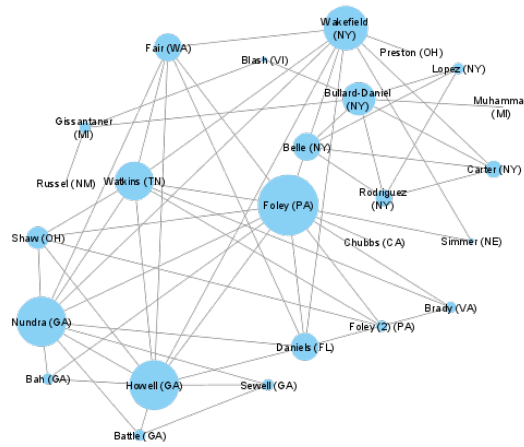 Wakefield
(NY)
Fair (WA)
Preston (OH)
Blash (VI)
Lopez (NY)
Bullard-Daniel
(NY)
Muhamma
(MI)
Gissantaner
(MI)
Belle (NY)
Carter (NY)
Russel (NM)
Watkins (TN)
Rodriguez
(NY)
Foley (PA)
Shaw (OH)
Chubbs (CA)
Simmer (NE)
Brady (VA)
Nundra (GA)
Foley (2) (PA)
Daniels (FL)
Bah (GA)
Howell (GA)
Sewell (GA)
Battle (GA)